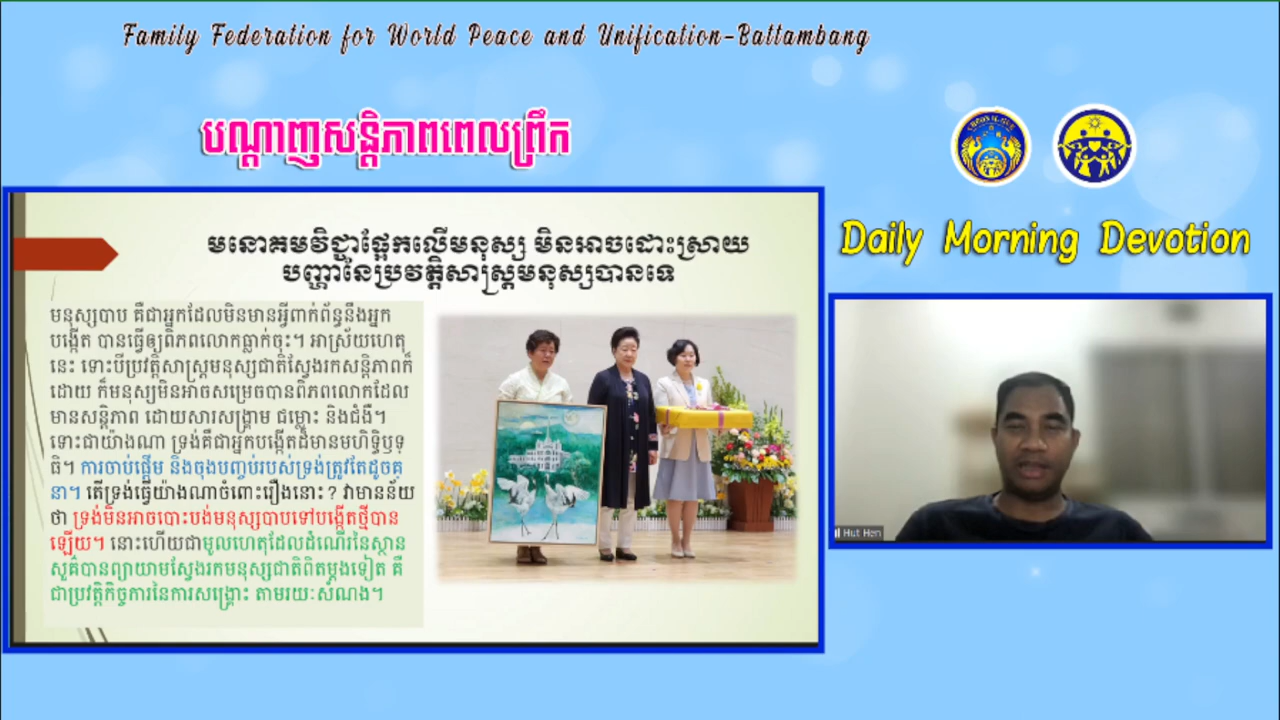 Family Federation for World Peace and Unification-Battambang
បណ្តាញសន្តិភាពពេលព្រឹក
Daily Morning Devotion
មនោគមវិជ្ជាផ្អែកលើមនុស្ស មិនអាចដោះស្រាយ
បញ្ហានៃប្រវត្តិសាស្ត្រមនុស្សបានទេ
មនុស្សបាប គឺជាអ្នកដែលមិនមានអ្វីពាក់ព័ន្ធនឹងអ្នក
បង្កើត បានធ្វើឲ្យពិភពលោកធ្លាក់ចុះ។ អាស្រ័យហេតុ
នេះ ទោះបីប្រវត្តិសាស្ត្រមនុស្សជាតិស្វែងរកសន្តិភាពក៏
ដោយ ក៏មនុស្សមិនអាចសម្រេចបានពិភពលោកដែល
មានសន្តិភាព ដោយសារសង្គ្រាម ជម្លោះ និងជំងឺ។
ទោះជាយ៉ាងណា ទ្រង់គឺជាអ្នកបង្កើតដ៏មានមហិទ្ធិឫទ្
ធិ។ ការចាប់ផ្តើម និងចុងបញ្ចប់របស់ទ្រង់ត្រូវតែដូចគ្
នា។ តើទ្រង់ធ្វើយ៉ាងណាចំពោះរឿងនោះ? វាមានន័យ
ថា ទ្រង់មិនអាចបោះបង់មនុស្សបាបទៅបង្កើតថ្មីបាន
ឡើយ។ នោះហើយជាមូលហេតុដែលដំណើរនៃស្ថាន
សួគ៌បានព្យាយាមស្វែងរកមនុស្សជាតិពិតម្តងទៀត គឺ
ជាប្រវត្តិកិច្ចការនៃការសង្គ្រោះ តាមរយៈសំណង។
Hut Hen